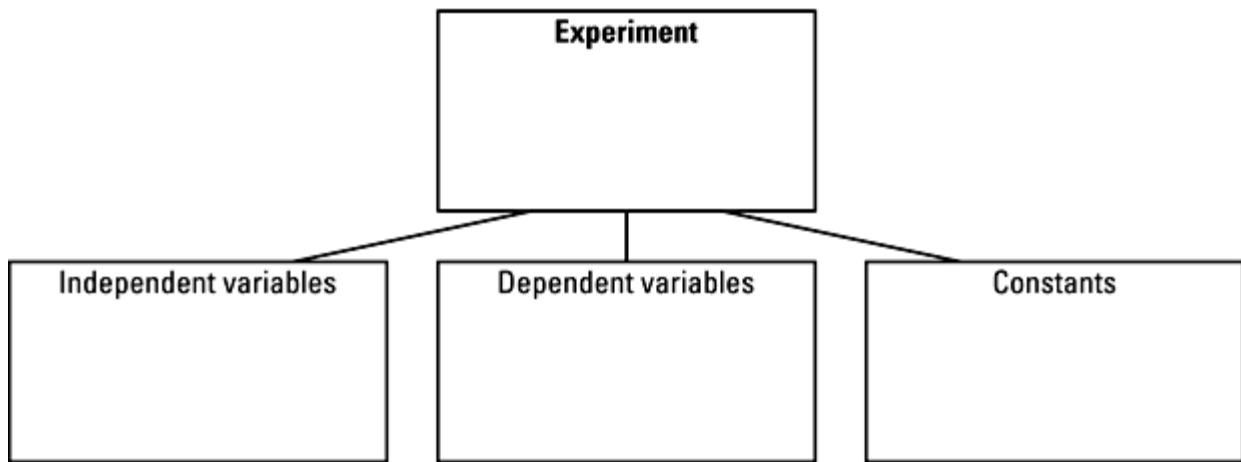 Experiment
Independent variables
Dependent variables
Constants